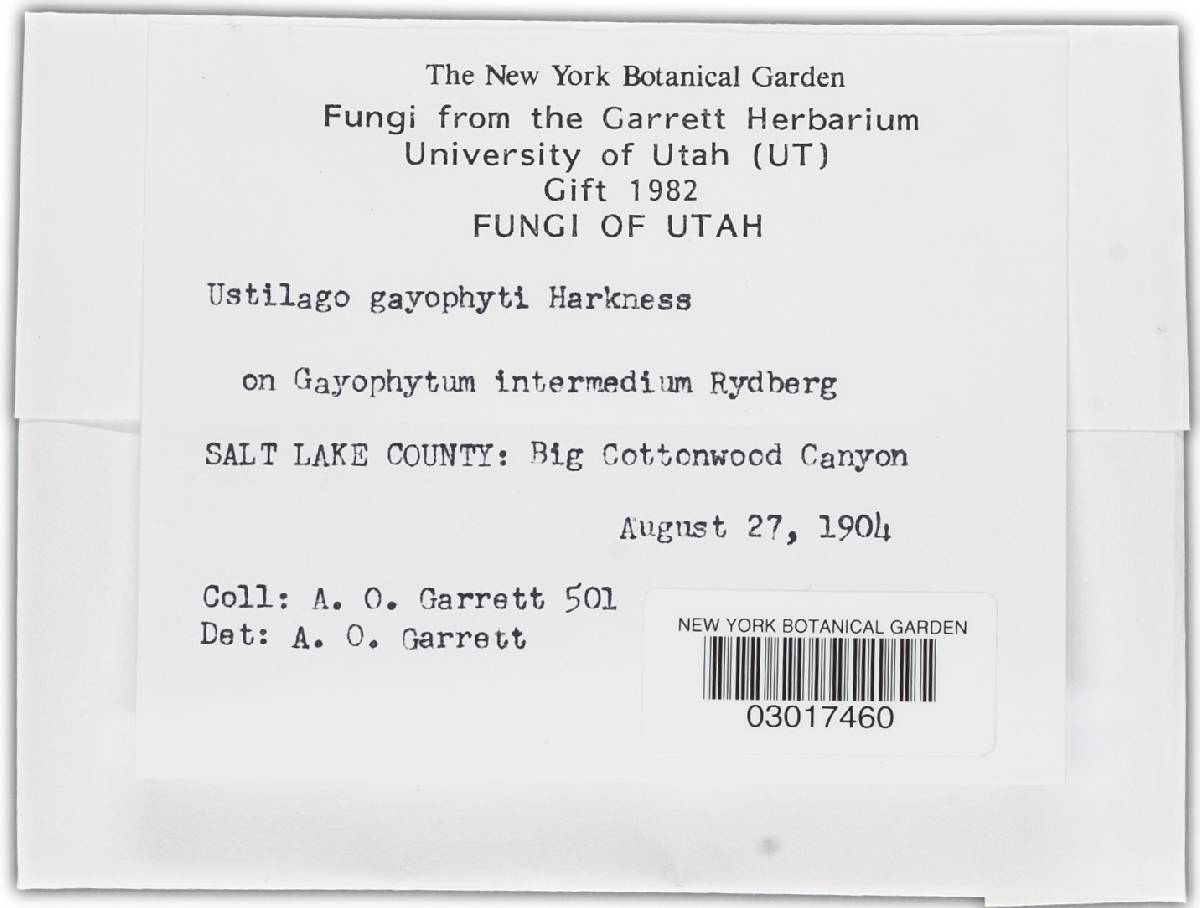 The New York Botanical Garden
Fungi from the Garrett Herbarium
University of Utah (UT)
Gift 1982
FUNGI OF UTAH
Ustilago gayophyti Harkness
on Gayophytum intermedium Rydberg
SALT LAKE COUNTY: Big Cottonwood Canyon
August 27, 1904
Coll: A. O. Garrett 501
Det: A. O. Garrett
NEW YORK BOTANICAL GARDEN
03017460